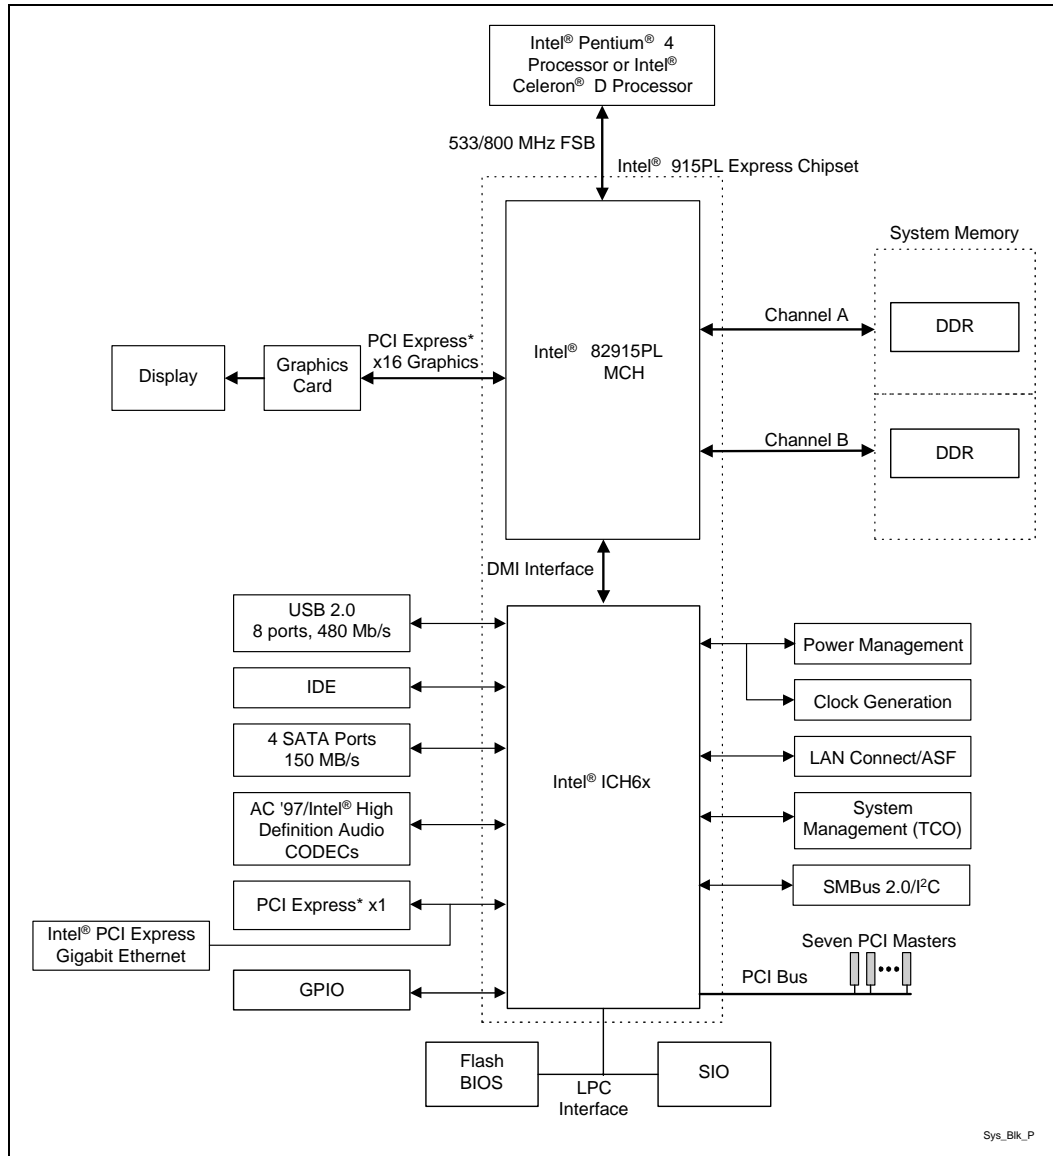 Intel® Pentium® 4
Processor or Intel®
Celeron® D Processor
533/800 MHz FSB
Intel® 915PL Express Chipset
System Memory
Channel A
DDR
PCI Express*
x16 Graphics
Intel® 82915PL
MCH
Display
Graphics
Card
Channel B
DDR
DMI Interface
USB 2.0
8 ports, 480 Mb/s
Power Management
IDE
Clock Generation
4 SATA Ports
150 MB/s
LAN Connect/ASF
Intel® ICH6x
AC '97/Intel® High
Definition Audio
CODECs
System
Management (TCO)
PCI Express* x1
SMBus 2.0/I²C
Intel® PCI Express
Gigabit Ethernet
Seven PCI Masters
PCI Bus
GPIO
Flash
BIOS
SIO
LPC
Interface
Sys_Blk_P